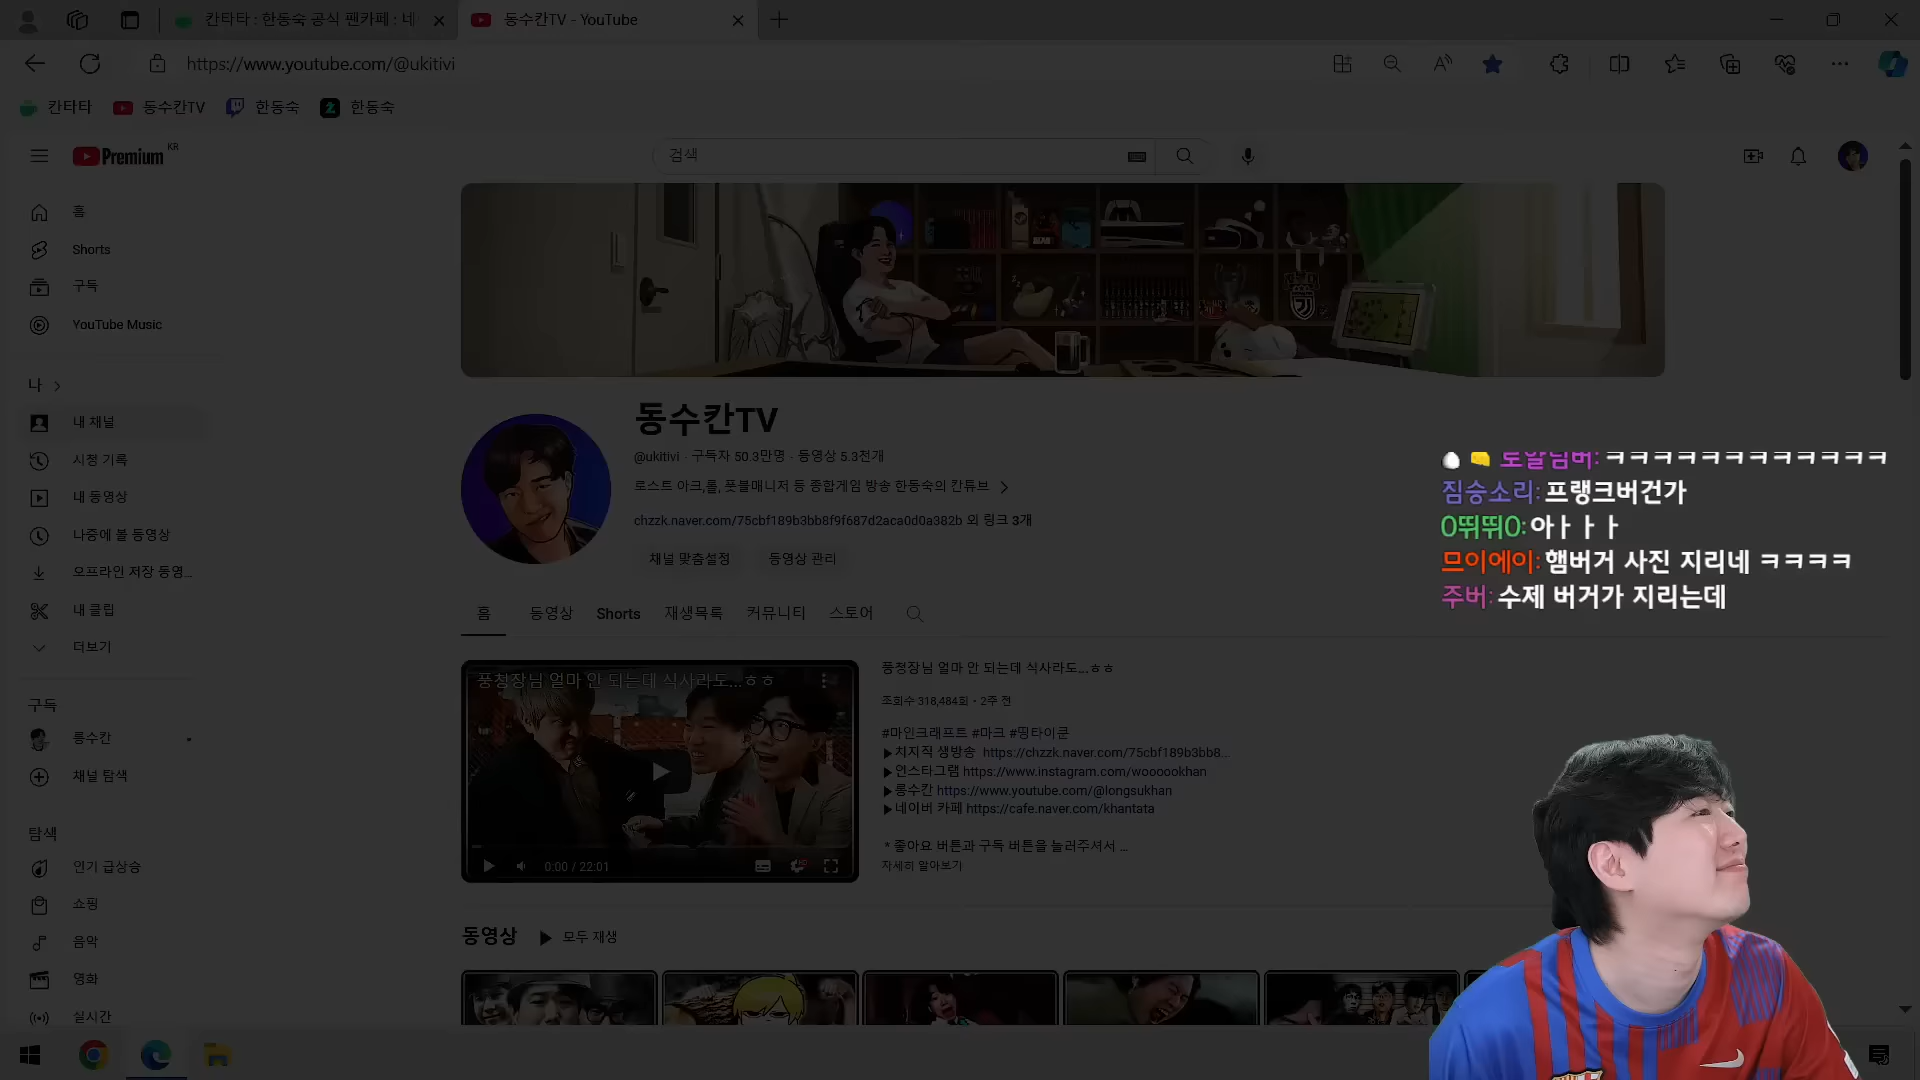 칸타타 : 한동숙 공식 팬카페 : 네
동수칸TV - YouTube
https://www.youtube.com/@ukitivi
칸타타
동수칸TV
한동숙
한동숙
Premium KR
검색
홈
Shorts
구독
YouTube Music
나
내 채널
시청 기록
내 동영상
나중에 볼 동영상
오프라인 저장 동영...
내 클립
더보기
구독
롱수칸
채널 탐색
탐색
인기 급상승
쇼핑
음악
영화
실시간
동수칸TV
@ukitivi · 구독자 50.3만명 · 동영상 5.3천개
로스트 아크,롤, 풋볼매니저 등 종합게임 방송 한동숙의 칸튜브
chzzk.naver.com/75cbf189b3bb8f9f687d2aca0d0a382b 외 링크 3개
채널 맞춤설정
동영상 관리
홈
동영상
Shorts
재생목록
커뮤니티
스토어
풍청장님 얼마 안 되는데 식사라도...ㅎㅎ
0:00 / 22:01
풍청장님 얼마 안 되는데 식사라도...ㅎㅎ
조회수 318,484회 · 2주 전
#마인크래프트 #마크 #띵타이쿤
▶치지직 생방송 https://chzzk.naver.com/75cbf189b3bb8...
▶인스타그램 https://www.instagram.com/woooookhan
▶롱수칸 https://www.youtube.com/@longsukhan
▶네이버 카페 https://cafe.naver.com/khantata
* 좋아요 버튼과 구독 버튼을 눌러주셔서 ...
자세히 알아보기
동영상
▶ 모두 재생
ㅋㅋㅋㅋㅋㅋㅋㅋㅋㅋㅋㅋ
짐승소리: 프랭크버건가
0뛰뛰0: 아ㅏㅏㅏ
므이에이: 햄버거 사진 지리네 ㅋㅋㅋㅋ
주버: 수제 버거가 지리는데